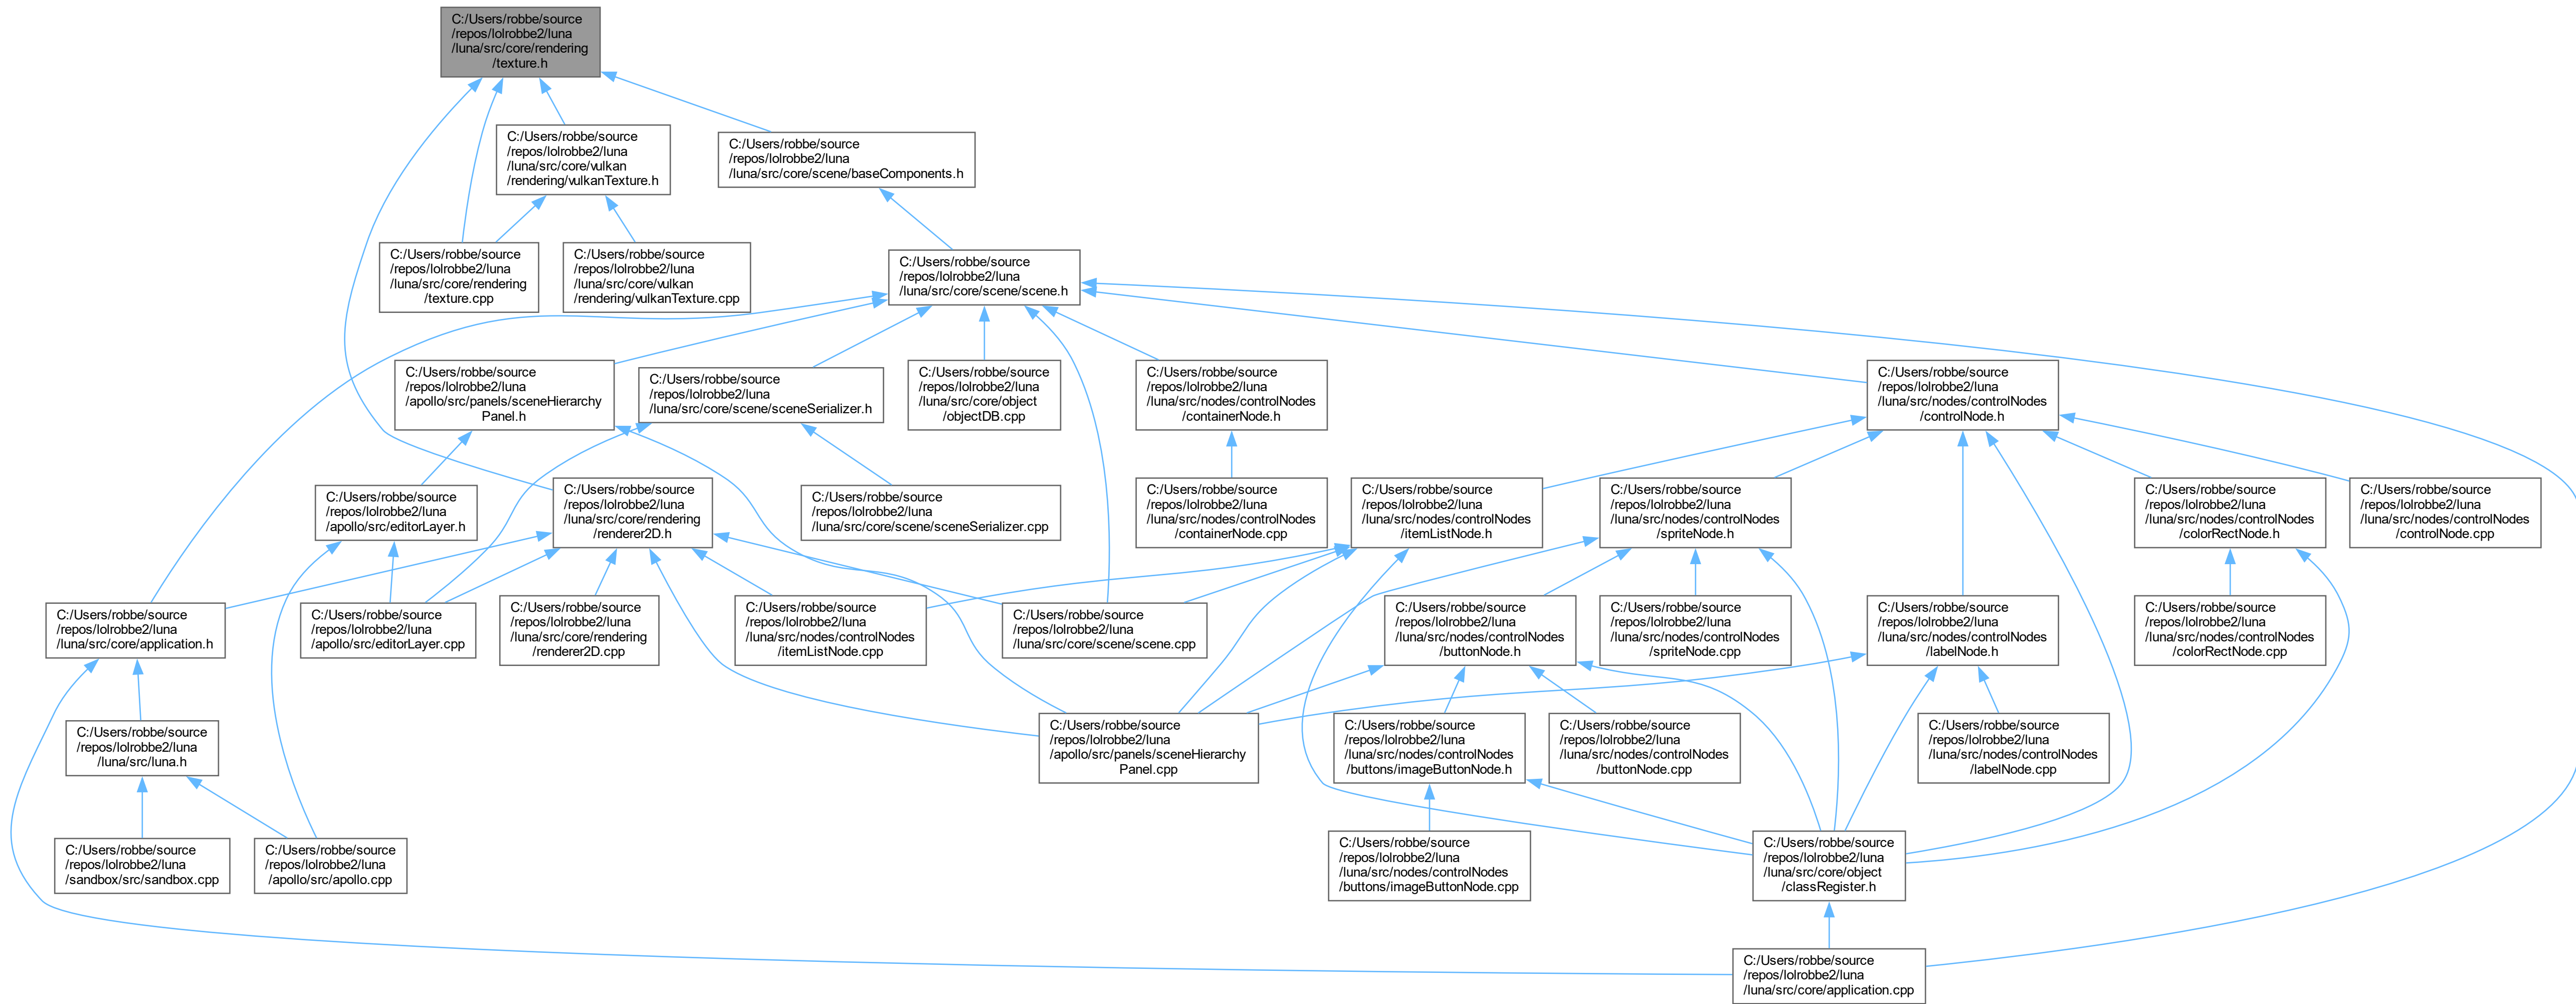 C:/Users/robbe/source
/repos/lolrobbe2/luna
/luna/src/core/rendering
/texture.h
C:/Users/robbe/source
/repos/lolrobbe2/luna
/luna/src/core/vulkan
/rendering/vulkanTexture.h
C:/Users/robbe/source
/repos/lolrobbe2/luna
/luna/src/core/scene/baseComponents.h
C:/Users/robbe/source
/repos/lolrobbe2/luna
/luna/src/core/rendering
/texture.cpp
C:/Users/robbe/source
/repos/lolrobbe2/luna
/luna/src/core/vulkan
/rendering/vulkanTexture.cpp
C:/Users/robbe/source
/repos/lolrobbe2/luna
/luna/src/core/scene/scene.h
C:/Users/robbe/source
/repos/lolrobbe2/luna
/apollo/src/panels/sceneHierarchy
Panel.h
C:/Users/robbe/source
/repos/lolrobbe2/luna
/luna/src/core/scene/sceneSerializer.h
C:/Users/robbe/source
/repos/lolrobbe2/luna
/luna/src/core/object
/objectDB.cpp
C:/Users/robbe/source
/repos/lolrobbe2/luna
/luna/src/nodes/controlNodes
/containerNode.h
C:/Users/robbe/source
/repos/lolrobbe2/luna
/luna/src/nodes/controlNodes
/controlNode.h
C:/Users/robbe/source
/repos/lolrobbe2/luna
/apollo/src/editorLayer.h
C:/Users/robbe/source
/repos/lolrobbe2/luna
/luna/src/core/rendering
/renderer2D.h
C:/Users/robbe/source
/repos/lolrobbe2/luna
/luna/src/core/scene/sceneSerializer.cpp
C:/Users/robbe/source
/repos/lolrobbe2/luna
/luna/src/nodes/controlNodes
/containerNode.cpp
C:/Users/robbe/source
/repos/lolrobbe2/luna
/luna/src/nodes/controlNodes
/itemListNode.h
C:/Users/robbe/source
/repos/lolrobbe2/luna
/luna/src/nodes/controlNodes
/spriteNode.h
C:/Users/robbe/source
/repos/lolrobbe2/luna
/luna/src/nodes/controlNodes
/colorRectNode.h
C:/Users/robbe/source
/repos/lolrobbe2/luna
/luna/src/nodes/controlNodes
/controlNode.cpp
C:/Users/robbe/source
/repos/lolrobbe2/luna
/luna/src/core/application.h
C:/Users/robbe/source
/repos/lolrobbe2/luna
/apollo/src/editorLayer.cpp
C:/Users/robbe/source
/repos/lolrobbe2/luna
/luna/src/core/rendering
/renderer2D.cpp
C:/Users/robbe/source
/repos/lolrobbe2/luna
/luna/src/nodes/controlNodes
/itemListNode.cpp
C:/Users/robbe/source
/repos/lolrobbe2/luna
/luna/src/core/scene/scene.cpp
C:/Users/robbe/source
/repos/lolrobbe2/luna
/luna/src/nodes/controlNodes
/buttonNode.h
C:/Users/robbe/source
/repos/lolrobbe2/luna
/luna/src/nodes/controlNodes
/spriteNode.cpp
C:/Users/robbe/source
/repos/lolrobbe2/luna
/luna/src/nodes/controlNodes
/labelNode.h
C:/Users/robbe/source
/repos/lolrobbe2/luna
/luna/src/nodes/controlNodes
/colorRectNode.cpp
C:/Users/robbe/source
/repos/lolrobbe2/luna
/luna/src/luna.h
C:/Users/robbe/source
/repos/lolrobbe2/luna
/apollo/src/panels/sceneHierarchy
Panel.cpp
C:/Users/robbe/source
/repos/lolrobbe2/luna
/luna/src/nodes/controlNodes
/buttons/imageButtonNode.h
C:/Users/robbe/source
/repos/lolrobbe2/luna
/luna/src/nodes/controlNodes
/buttonNode.cpp
C:/Users/robbe/source
/repos/lolrobbe2/luna
/luna/src/nodes/controlNodes
/labelNode.cpp
C:/Users/robbe/source
/repos/lolrobbe2/luna
/sandbox/src/sandbox.cpp
C:/Users/robbe/source
/repos/lolrobbe2/luna
/apollo/src/apollo.cpp
C:/Users/robbe/source
/repos/lolrobbe2/luna
/luna/src/nodes/controlNodes
/buttons/imageButtonNode.cpp
C:/Users/robbe/source
/repos/lolrobbe2/luna
/luna/src/core/object
/classRegister.h
C:/Users/robbe/source
/repos/lolrobbe2/luna
/luna/src/core/application.cpp